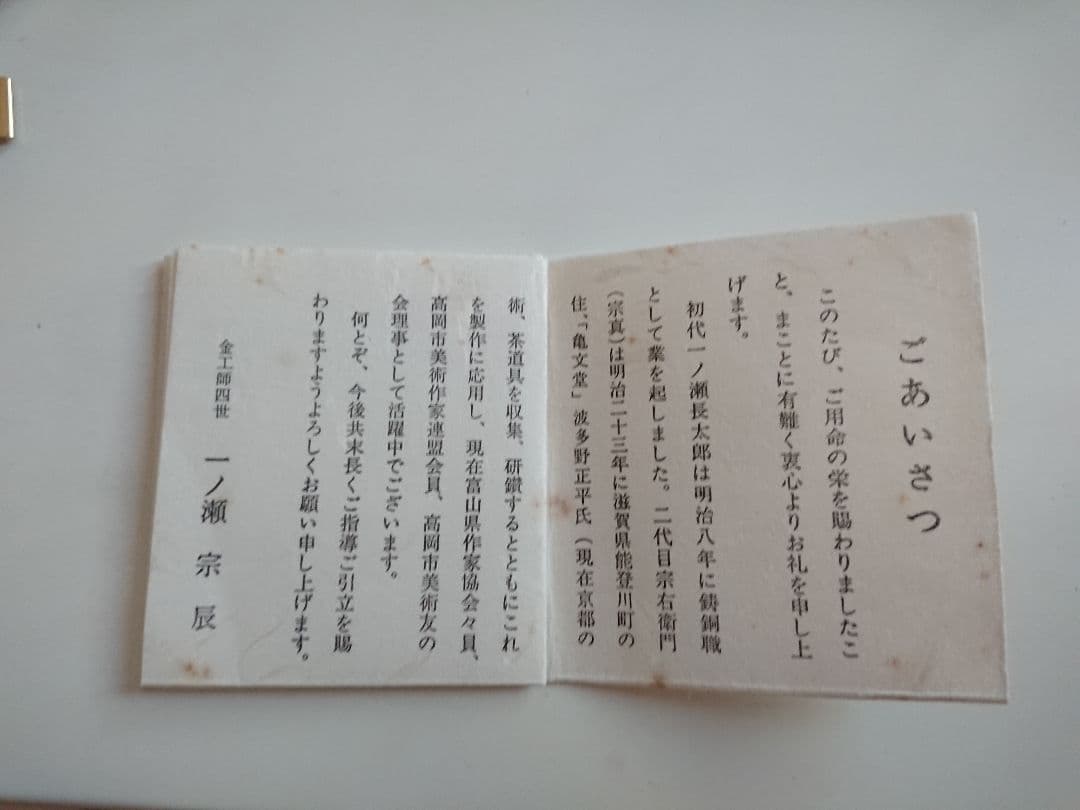 ごあいさつ
このたび、ご用命の栄を賜わりましたこ
と、まことに有難く衷心よりお礼を申し上
げます。
初代一ノ瀬長太郎は明治八年に鋳銅職
として業を起しました。二代目宗右衛門
(宗真)は明治二十三年に滋賀県能登川町の
住、「亀文堂」波多野正平氏(現在京都の
術、茶道具を収集、研鑽するとともにこれ
を製作に応用し、現在富山県作家協会々員、
高岡市美術作家連盟会員、高岡市美術友の
会理事として活躍中でございます。
何とぞ、今後共末長くご指導ご引立を賜
わりますようよろしくお願い申し上げます。
金工師四世 一ノ瀬宗辰